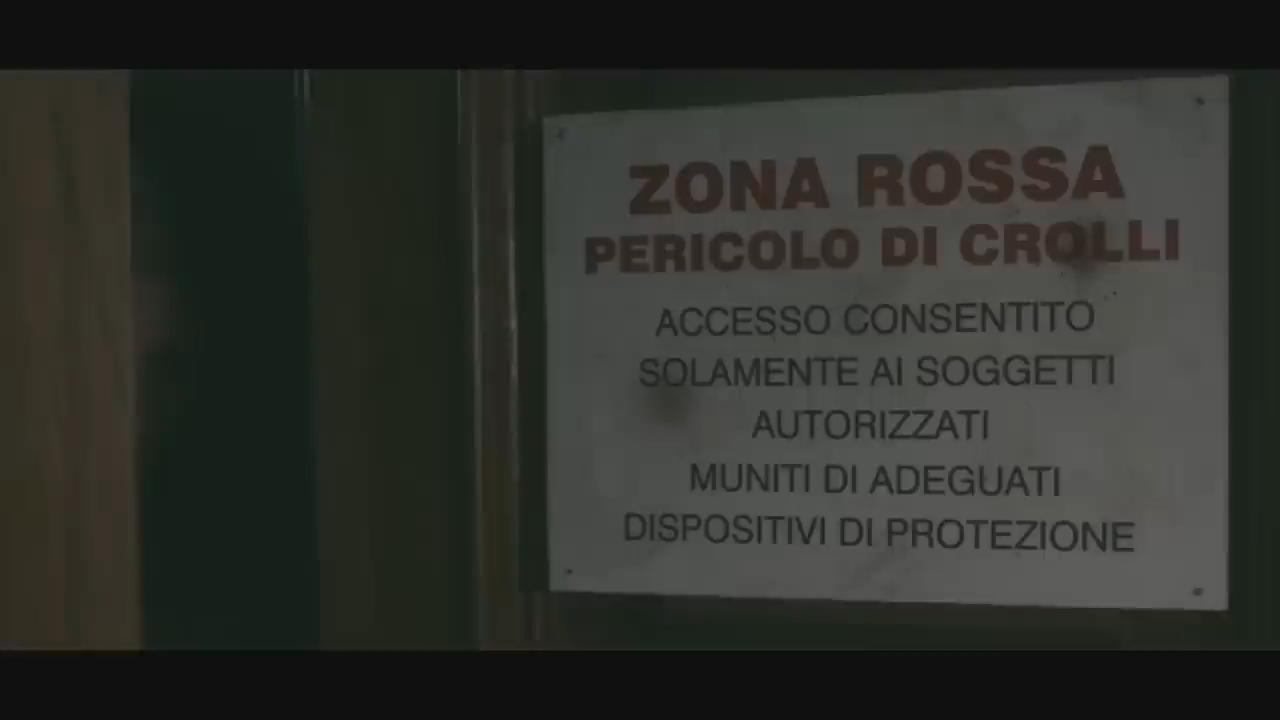 ZONA ROSSA
PERICOLO DI CROLLI
ACCESSO CONSENTITO
SOLAMENTE AI SOGGETTI
AUTORIZZATI
MUNITI DI ADEGUATI
DISPOSITIVI DI PROTEZIONE